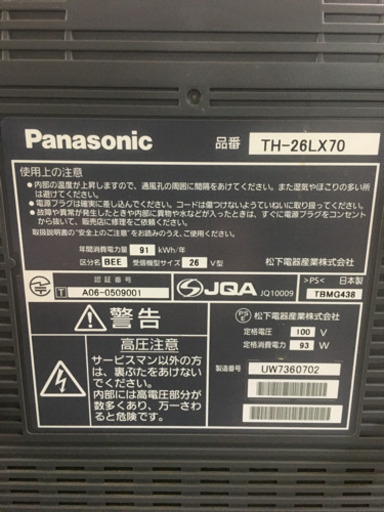 Panasonic 品番 TH-26LX70
使用上の注意
●内部の温度が上昇しますので、通風孔の周囲に間隔をあけてください。また湿気やほこりの多い所は避けてください。
●電源プラグは確実に差し込んでください。コードは傷つけないようていねいに取り扱ってください。
●故障や異常が発生したときや内部に異物や水などが入ったときは、すぐに電源プラグをコンセントから抜いて、販売店に修理をご依頼ください。
取扱説明書の"安全上のご注意"をお読みのうえ、ご使用ください。
年間消費電力量 91 kWh/年
区分名 BEE 受信機型サイズ 26 V型 松下電器産業株式会社
認証番号
T A06-0509001
JQA JQ10009
<PS>E 日本製
TBMG438
警告
高圧注意
サービスマン以外の方は、裏ぶたをあけないでください。
内部には高電圧部分が数多くあり、万一さわると危険です。
松下電器産業株式会社
定格電圧 100 V
定格消費電力 93 W
製造番号
UW7360702